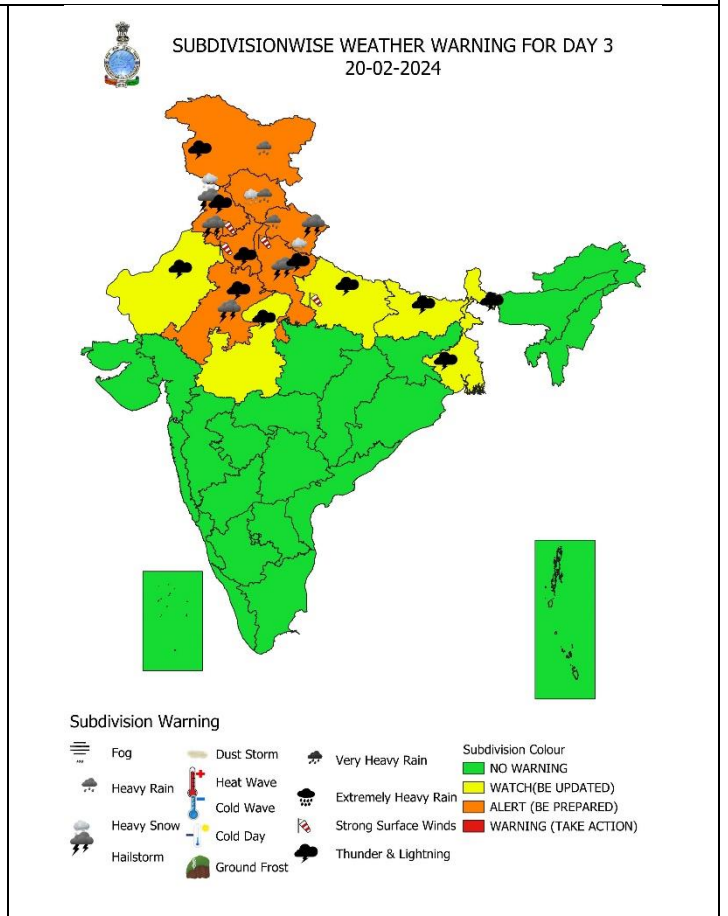 SUBDIVISIONWISE WEATHER WARNING FOR DAY 3
20-02-2024
Subdivision Warning
Fog
Heavy Rain
Heavy Snow
Hailstorm
Dust Storm
Heat Wave
Cold Wave
Cold Day
Ground Frost
Very Heavy Rain
Extremely Heavy Rain
Strong Surface Winds
Thunder & Lightning
Subdivision Colour
NO WARNING
WATCH(BE UPDATED)
ALERT (BE PREPARED)
WARNING (TAKE ACTION)